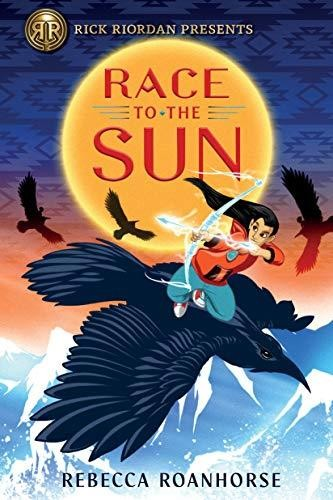 RR
RICK RIORDAN PRESENTS
RACE
TO THE
SUN
REBECCA ROANHORSE